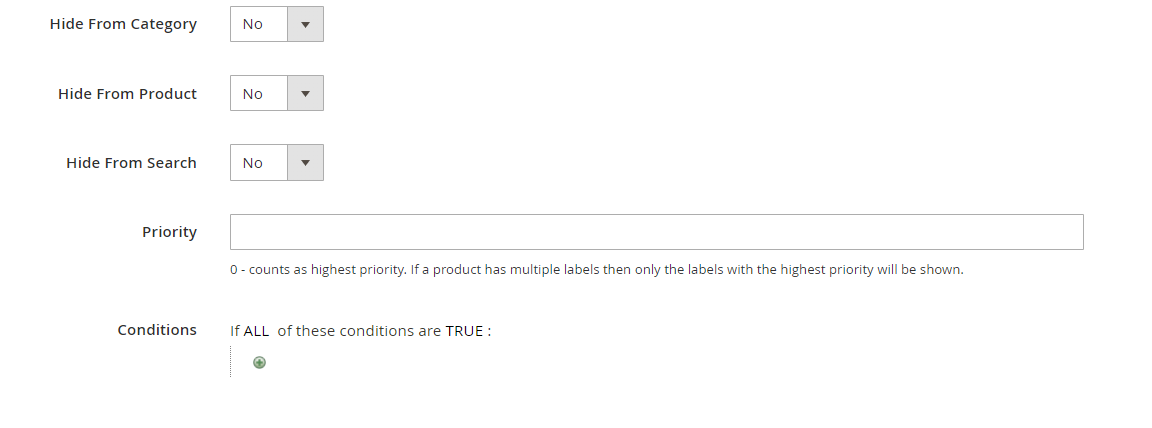 Hide From Category No
Hide From Product No
Hide From Search No
Priority
0 - counts as highest priority. If a product has multiple labels then only the labels with the highest priority will be shown.
Conditions If ALL of these conditions are TRUE :